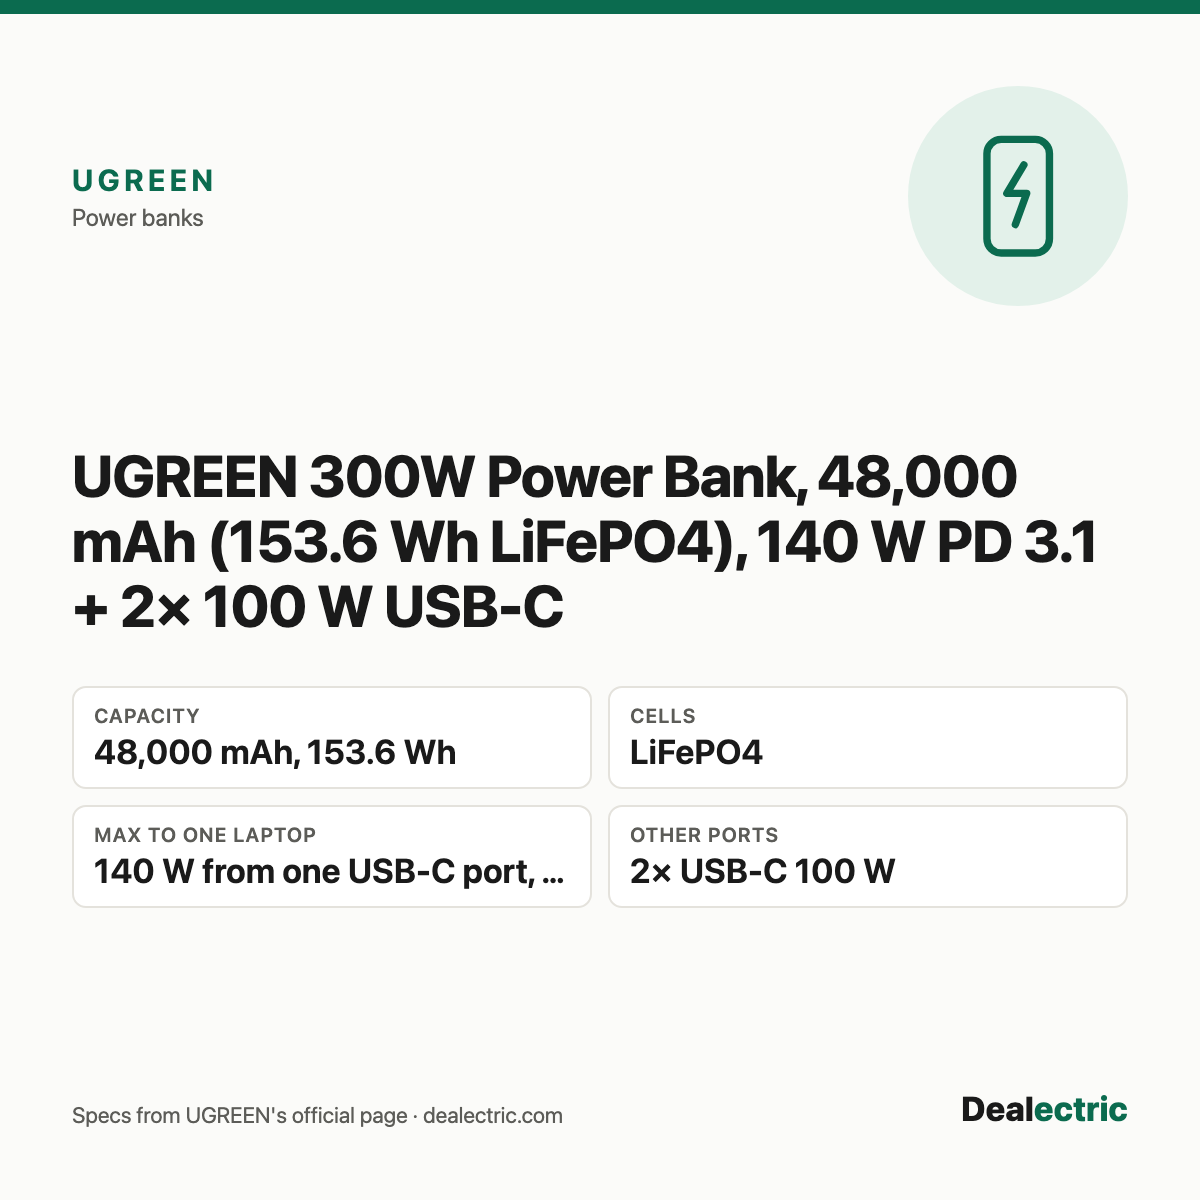 UGREEN
Power banks
UGREEN 300W Power Bank, 48,000
mAh (153.6 Wh LiFePO4), 140 W PD 3.1
+ 2× 100 W USB-C
CAPACITY
48,000 mAh, 153.6 Wh
CELLS
LiFePO4
MAX TO ONE LAPTOP
140 W from one USB-C port, ...
OTHER PORTS
2× USB-C 100 W
Specs from UGREEN's official page · dealectric.com
Dealectric